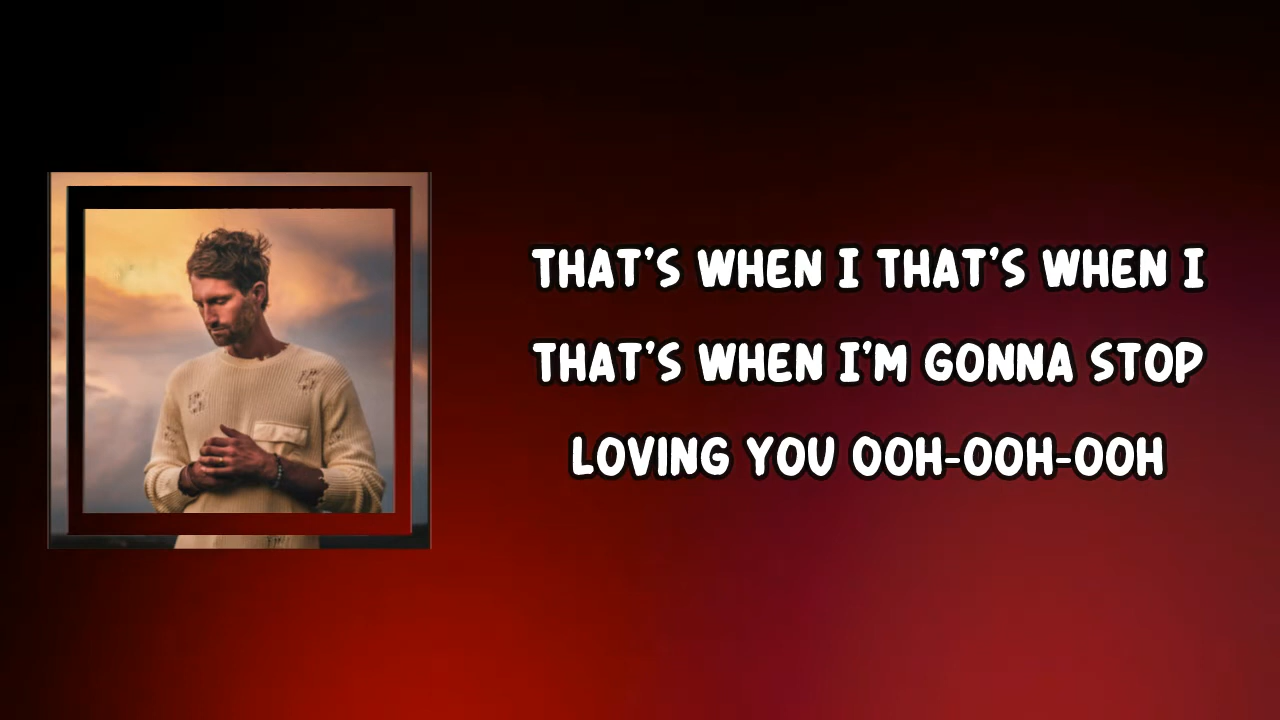 THAT'S WHEN I THAT'S WHEN I
THAT'S WHEN I'M GONNA STOP
LOVING YOU OOH-OOH-OOH